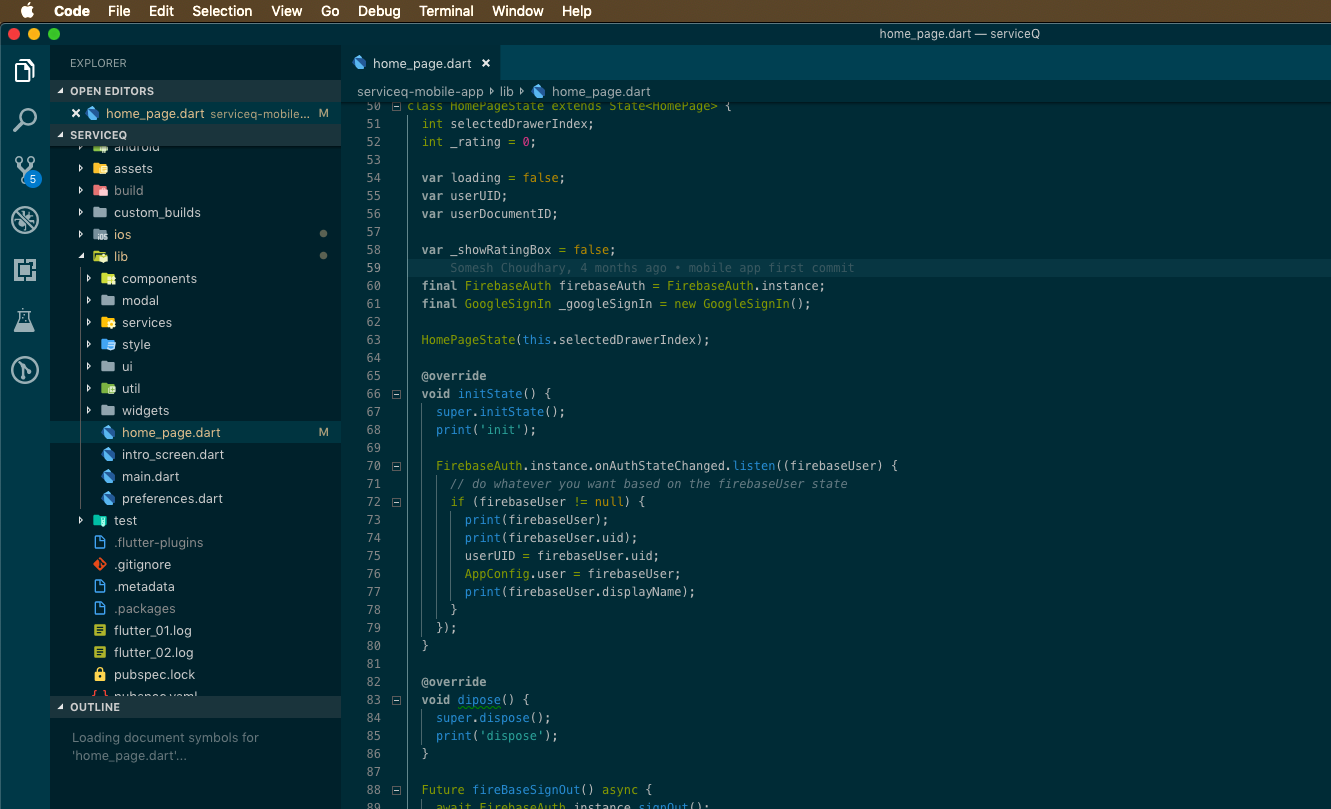 Code File Edit Selection View Go Debug Terminal Window Help
home_page.dart — serviceQ
EXPLORER
OPEN EDITORS
home_page.dart serviceq-mobile... M
SERVICEQ
android
assets
build
custom_builds
ios
lib
components
modal
services
style
ui
util
widgets
home_page.dart M
intro_screen.dart
main.dart
preferences.dart
test
.flutter-plugins
.gitignore
.metadata
.packages
flutter_01.log
flutter_02.log
pubspec.lock
pubspec.yaml
OUTLINE
Loading document symbols for
'home_page.dart'...
5
home_page.dart
serviceq-mobile-app lib home_page.dart
50 class HomePageState extends State<HomePage> {
51 int selectedDrawerIndex;
52 int _rating = 0;
53
54 var loading = false;
55 var userUID;
56 var userDocumentID;
57
58 var _showRatingBox = false;
59 Somesh Choudhary, 4 months ago • mobile app first commit
60 final FirebaseAuth firebaseAuth = FirebaseAuth.instance;
61 final GoogleSignIn _googleSignIn = new GoogleSignIn();
62
63 HomePageState(this.selectedDrawerIndex);
64
65 @override
66 void initState() {
67 super.initState();
68 print('init');
69
70 FirebaseAuth.instance.onAuthStateChanged.listen((firebaseUser) {
71 // do whatever you want based on the firebaseUser state
72 if (firebaseUser != null) {
73 print(firebaseUser);
74 print(firebaseUser.uid);
75 userUID = firebaseUser.uid;
76 AppConfig.user = firebaseUser;
77 print(firebaseUser.displayName);
78 }
79 });
80 }
81
82 @override
83 void dipose() {
84 super.dispose();
85 print('dispose');
86 }
87
88 Future fireBaseSignOut() async {
89 await FirebaseAuth.instance.signOut();